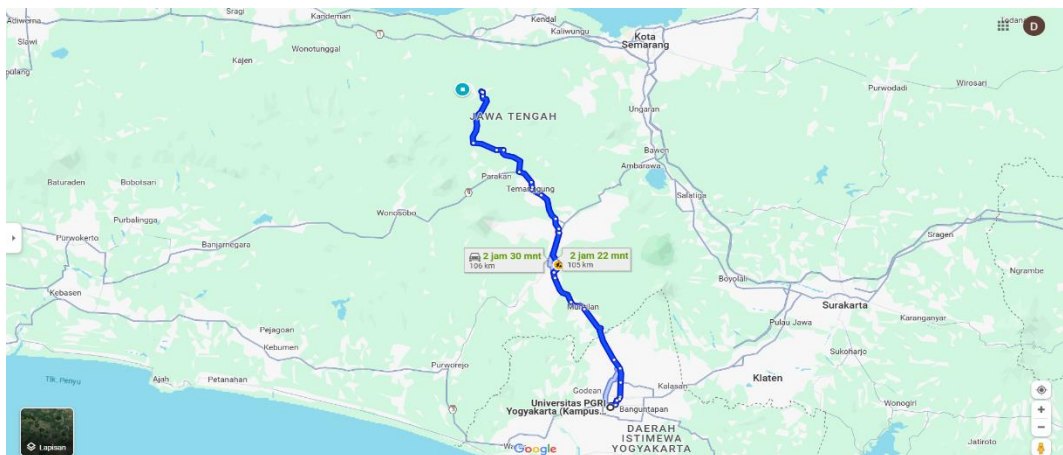 Sragi
Kandeman
Kendal
Kaliwungu
Kota
Semarang
D
Adiwerna
Slawi
Wonotunggal
Kajen
Purwodadi
Wirosari
Ungaran
JAWA TENGAH
Bawen
Ambarawa
Salatiga
Parakan
Temanggung
Baturaden
Bobotsari
Wonosobo
Purbalingga
Purwokerto
Banjarnegara
Sragen
Ngrambe
2 jam 30 mnt
106 km
2 jam 22 mnt
105 km
Boyolali
Kebasen
Surakarta
Karanganyar
Muntilan
Pulau Jawa
Pejagoan
Kebumen
Sukoharjo
Purworejo
Tlk. Penyu
Ajah
Petanahan
Godean
Kalasan
Klaten
Universitas PGRI
Yogyakarta (Kampus...
Banguntapan
Wonogiri
Lapisan
DAERAH
ISTIMEWA
YOGYAKARTA
Jatiroto
Google